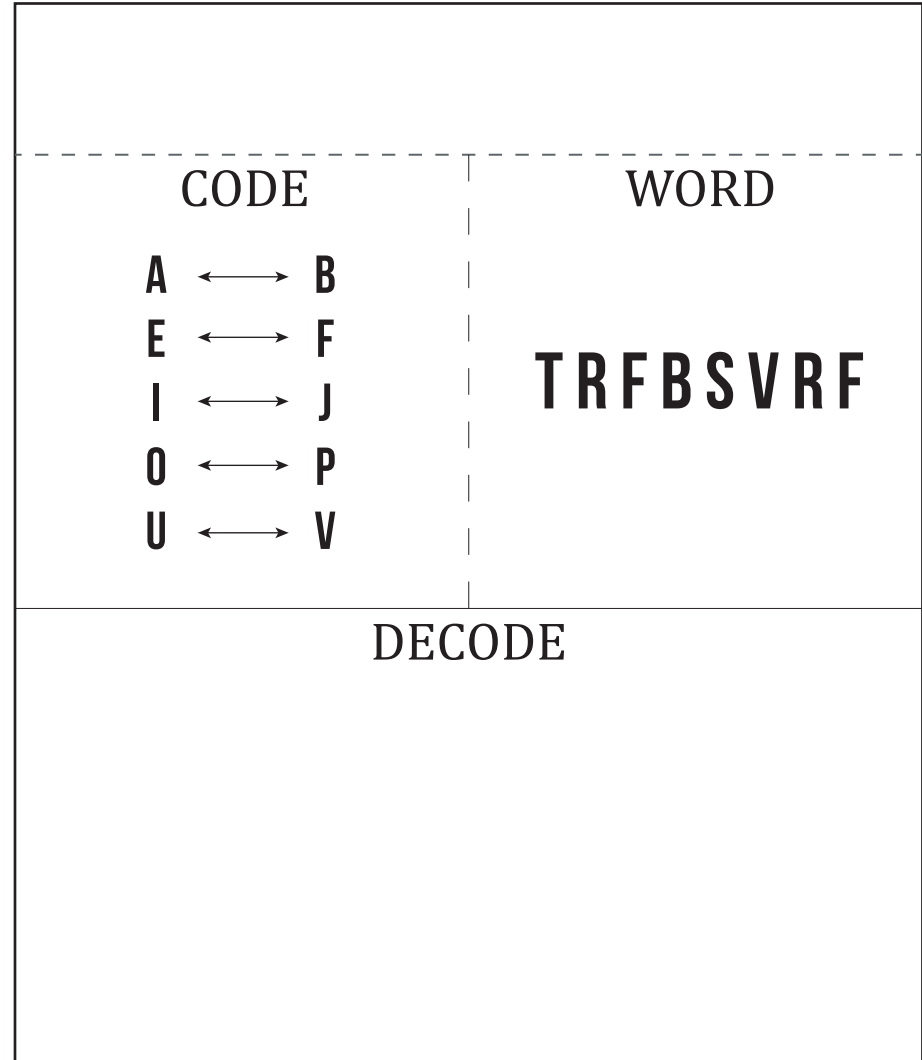 CODE
A ↔ B
E ↔ F
I ↔ J
O ↔ P
U ↔ V
WORD
TRFBSVRF
DECODE